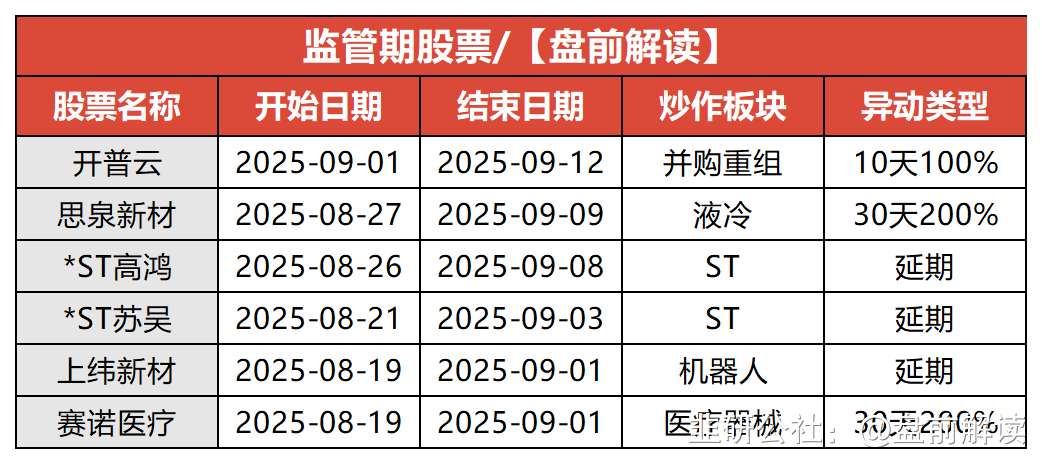 监管期股票/【盘前解读】
股票名称 开始日期 结束日期 炒作板块 异动类型
开普云 2025-09-01 2025-09-12 并购重组 10天100%
思泉新材 2025-08-27 2025-09-09 液冷 30天200%
*ST高鸿 2025-08-26 2025-09-08 ST 延期
*ST苏吴 2025-08-21 2025-09-03 ST 延期
上纬新材 2025-08-19 2025-09-01 机器人 延期
赛诺医疗 2025-08-19 2025-09-01 医疗器械 30天200%
韭研公社：@盘前解读